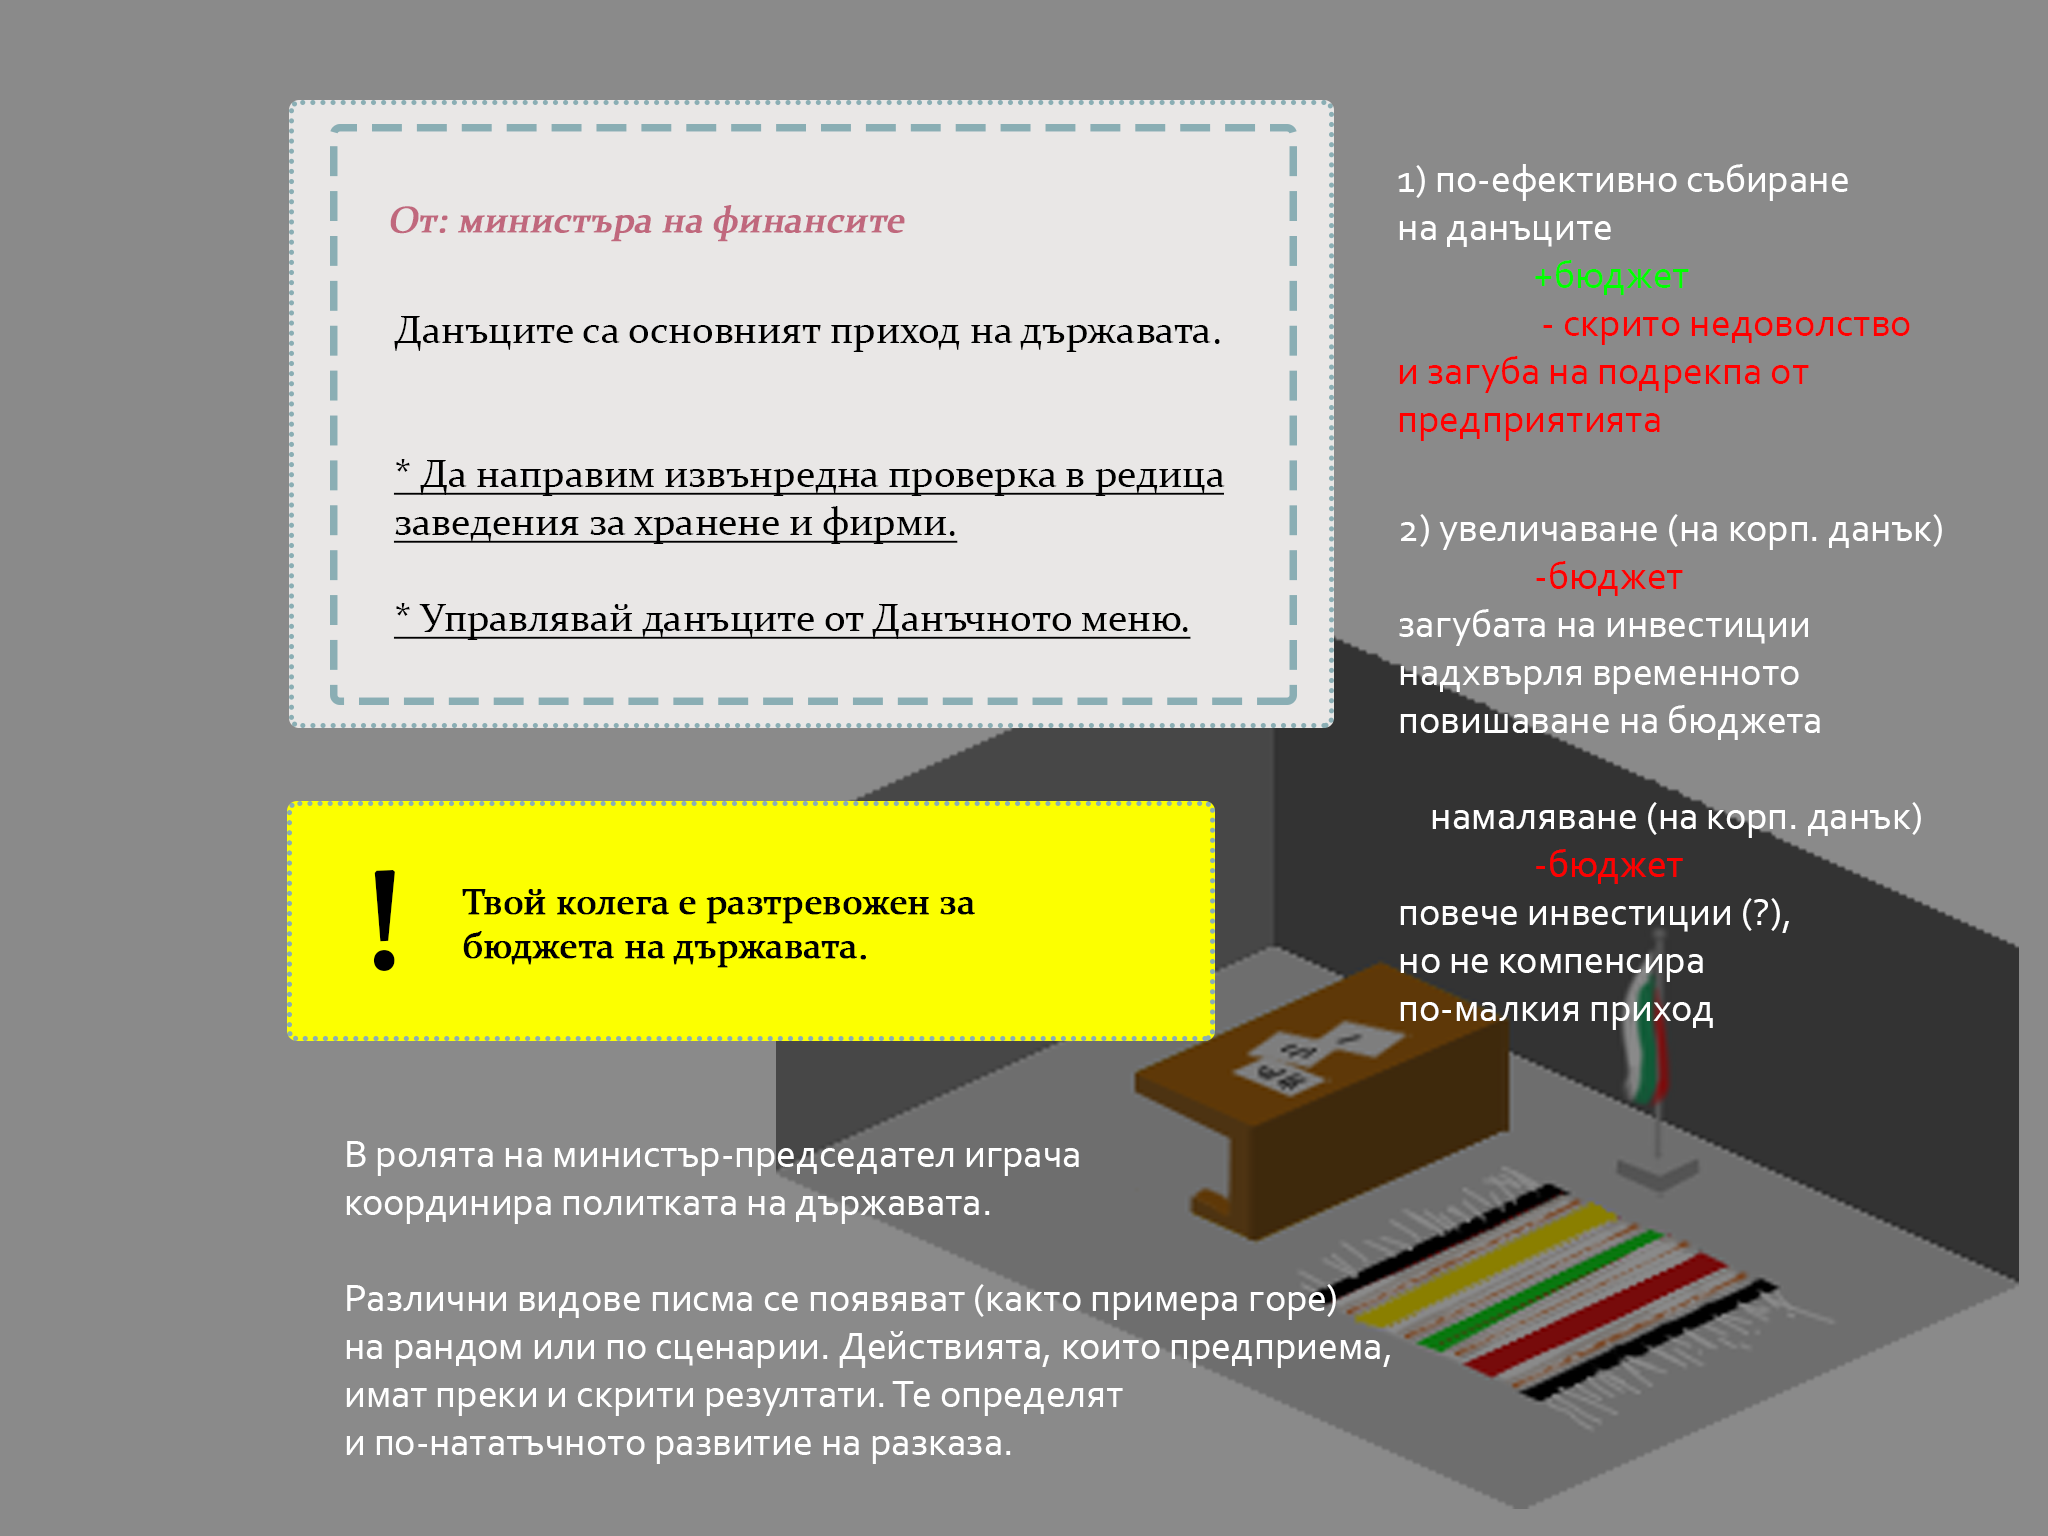 От: министъра на финансите
Данъците са основният приход на държавата.
* Да направим извънредна проверка в редица
заведения за хранене и фирми.
* Управлявай данъците от Данъчното меню.
! Твой колега е разтревожен за
бюджета на държавата.
1) по-ефективно събиране
на данъците
+бюджет
- скрито недоволство
и загуба на подрекпа от
предприятията
2) увеличаване (на корп. данък)
-бюджет
загубата на инвестиции
надхвърля временното
повишаване на бюджета
намаляване (на корп. данък)
-бюджет
повече инвестиции (?),
но не компенсира
по-малкия приход
В ролята на министър-председател играча
координира политката на държавата.
Различни видове писма се появяват (както примера горе)
на рандом или по сценарии. Действията, които предприема,
имат преки и скрити резултати. Те определят
и по-нататъчното развитие на разказа.